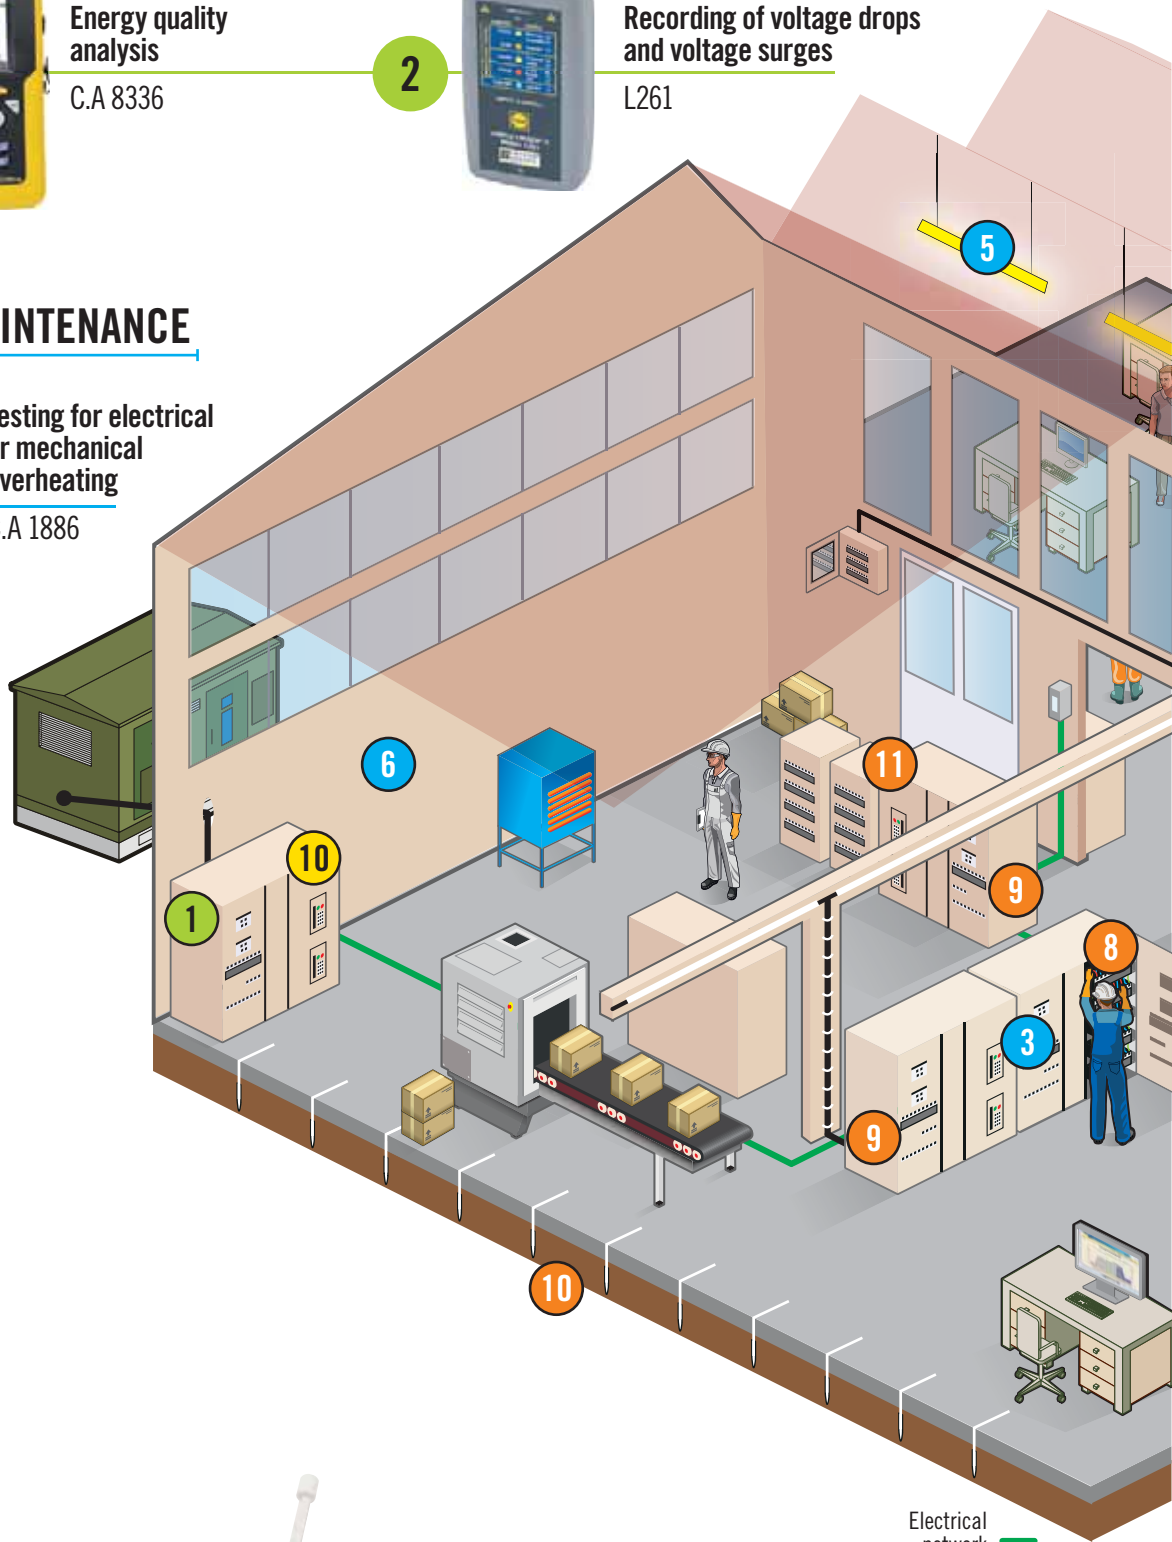 Energy quality
analysis
C.A 8336
2
Recording of voltage drops
and voltage surges
L261
5
INTENANCE
esting for electrical
r mechanical
verheating
.A 1886
6
11
10
1
9
8
3
9
10
Electrical
network